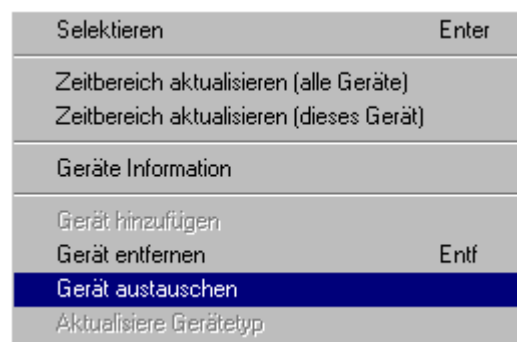 Selektieren Enter
Zeitbereich aktualisieren (alle Geräte)
Zeitbereich aktualisieren (dieses Gerät)
Geräte Information
Gerät hinzufügen
Gerät entfernen Entf
Gerät austauschen
Aktualisiere Gerätetyp